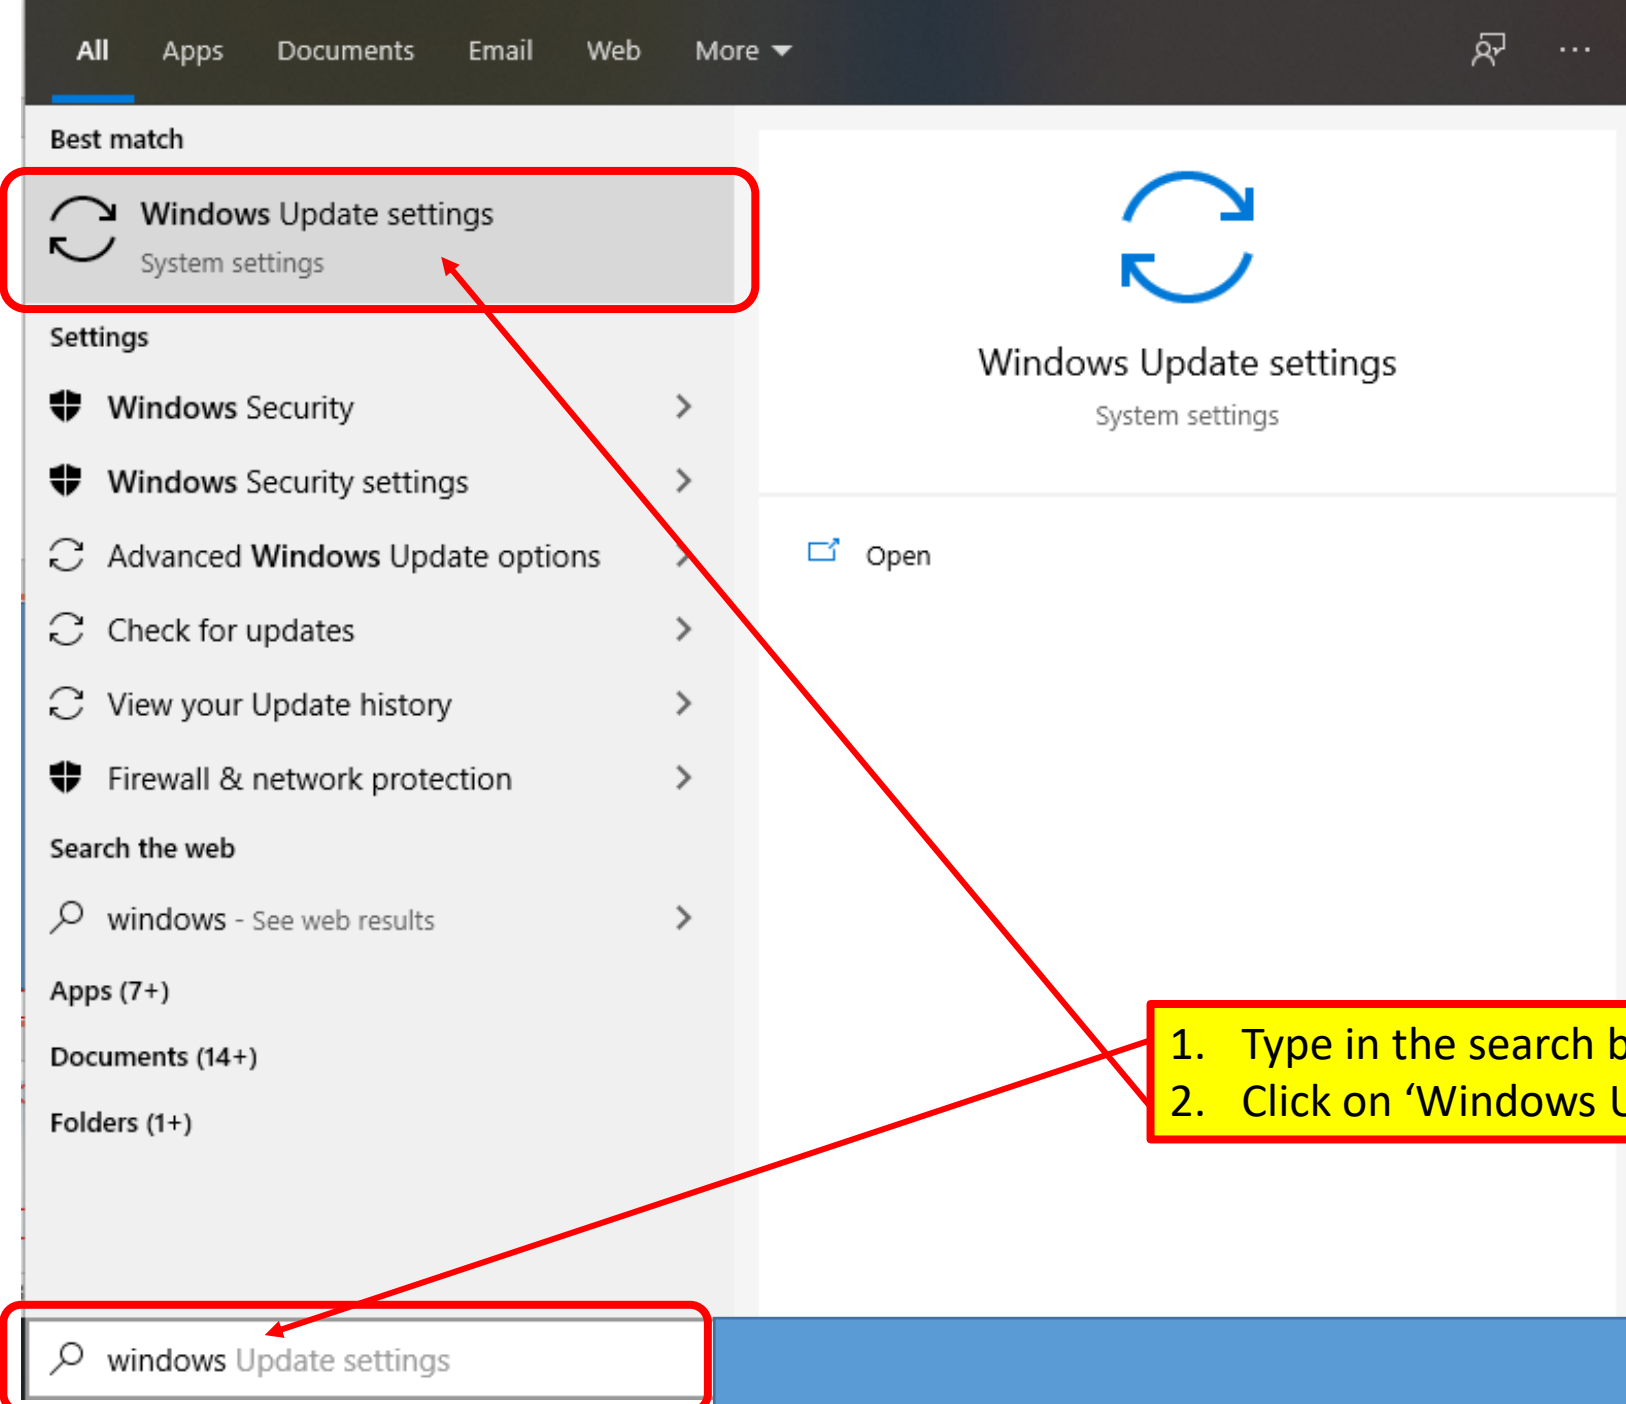 All Apps Documents Email Web More
Best match
Windows Update settings
System settings
Settings
Windows Security
Windows Security settings
Advanced Windows Update options
Check for updates
View your Update history
Firewall & network protection
Search the web
windows - See web results
Apps (7+)
Documents (14+)
Folders (1+)
windows Update settings
Windows Update settings
System settings
Open
1. Type in the search
2. Click on ‘Windows